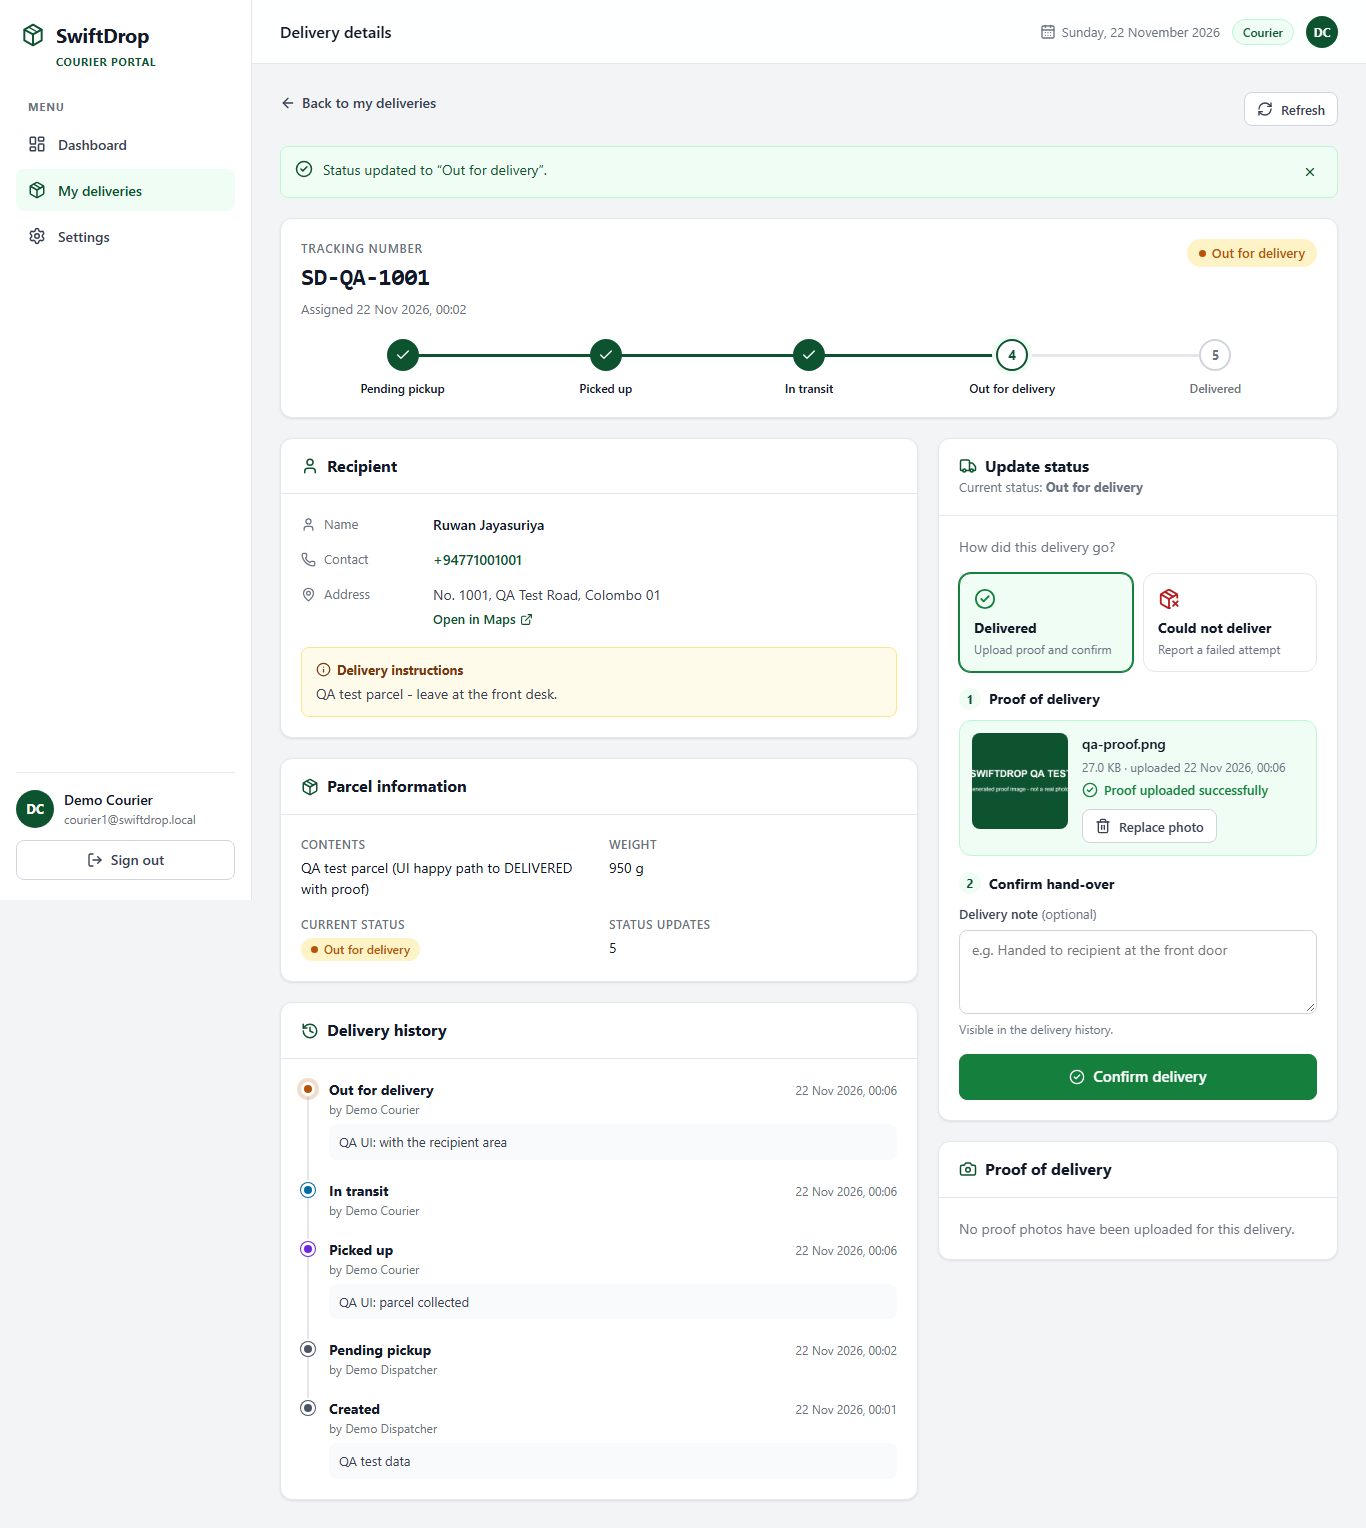 SwiftDrop
COURIER PORTAL
MENU
Dashboard
My deliveries
Settings
DC
Demo Courier
courier1@swiftdrop.local
Sign out
Delivery details
Sunday, 22 November 2026
Courier
DC
Back to my deliveries
Refresh
Status updated to “Out for delivery”.
TRACKING NUMBER
SD-QA-1001
Assigned 22 Nov 2026, 00:02
Out for delivery
4
5
Pending pickup
Picked up
In transit
Out for delivery
Delivered
Recipient
Name
Ruwan Jayasuriya
Contact
+94771001001
Address
No. 1001, QA Test Road, Colombo 01
Open in Maps
Delivery instructions
QA test parcel - leave at the front desk.
Parcel information
CONTENTS
QA test parcel (UI happy path to DELIVERED
with proof)
WEIGHT
950 g
CURRENT STATUS
Out for delivery
STATUS UPDATES
5
Delivery history
Out for delivery
22 Nov 2026, 00:06
by Demo Courier
QA UI: with the recipient area
In transit
22 Nov 2026, 00:06
by Demo Courier
Picked up
22 Nov 2026, 00:06
by Demo Courier
QA UI: parcel collected
Pending pickup
22 Nov 2026, 00:02
by Demo Dispatcher
Created
22 Nov 2026, 00:01
by Demo Dispatcher
QA test data
Update status
Current status: Out for delivery
How did this delivery go?
Delivered
Upload proof and confirm
Could not deliver
Report a failed attempt
1 Proof of delivery
SWIFTDROP QA TEST
generated proof image - not a real photo
qa-proof.png
27.0 KB · uploaded 22 Nov 2026, 00:06
Proof uploaded successfully
Replace photo
2 Confirm hand-over
Delivery note (optional)
e.g. Handed to recipient at the front door
Visible in the delivery history.
Confirm delivery
Proof of delivery
No proof photos have been uploaded for this delivery.